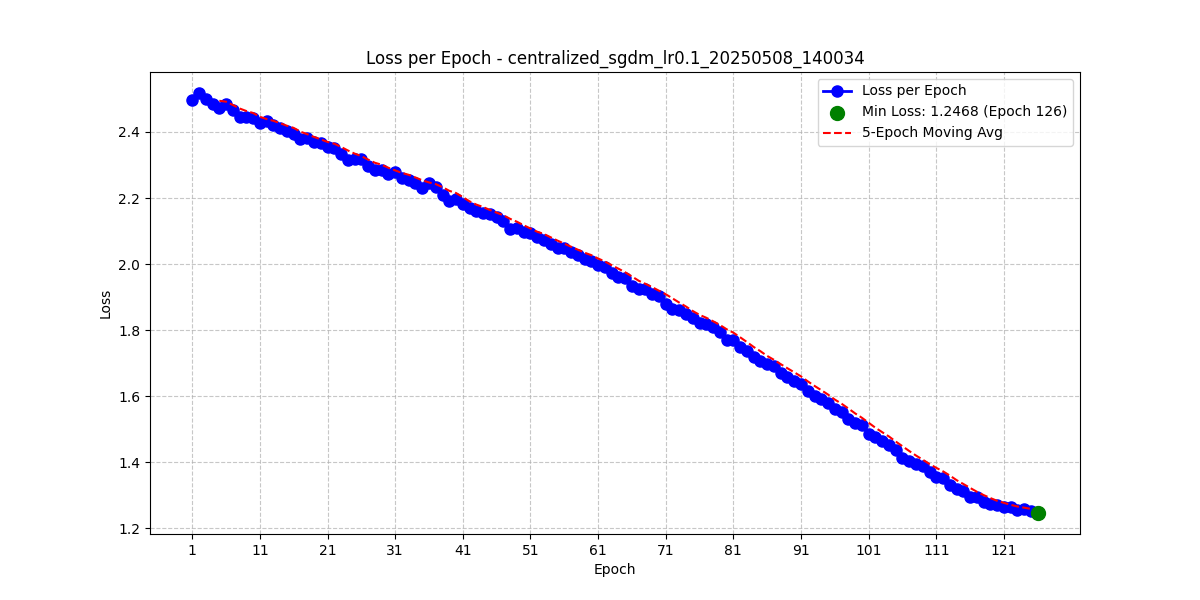 Loss per Epoch - centralized_sgdm_lr0.1_20250508_140034
Loss per Epoch
Min Loss: 1.2468 (Epoch 126)
5-Epoch Moving Avg
Loss
2.4
2.2
2.0
1.8
1.6
1.4
1.2
1 11 21 31 41 51 61 71 81 91 101 111 121
Epoch